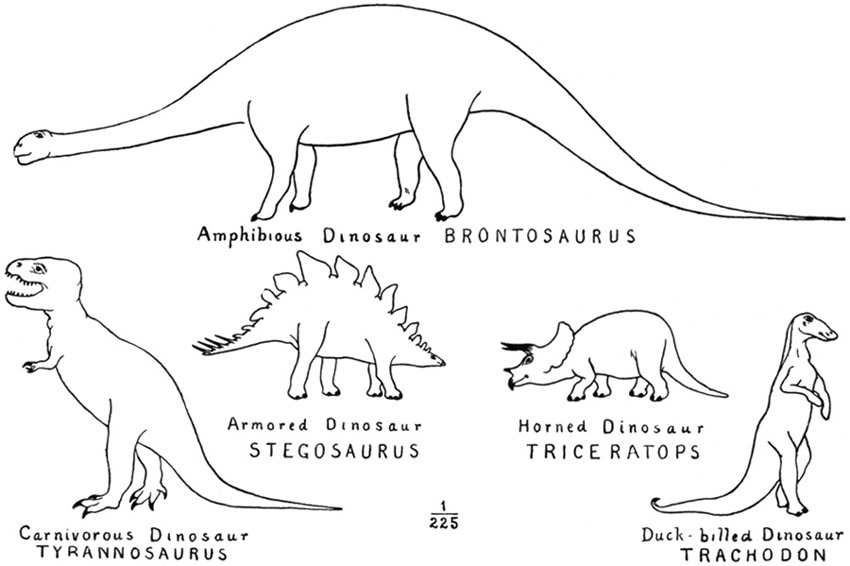 Amphibious Dinosaur BRONTOSAURUS
Armored Dinosaur
STEGOSAURUS
Horned Dinosaur
TRICERATOPS
1/225
Carnivorous Dinosaur
TYRANNOSAURUS
Duck-billed Dinosaur
TRACHODON